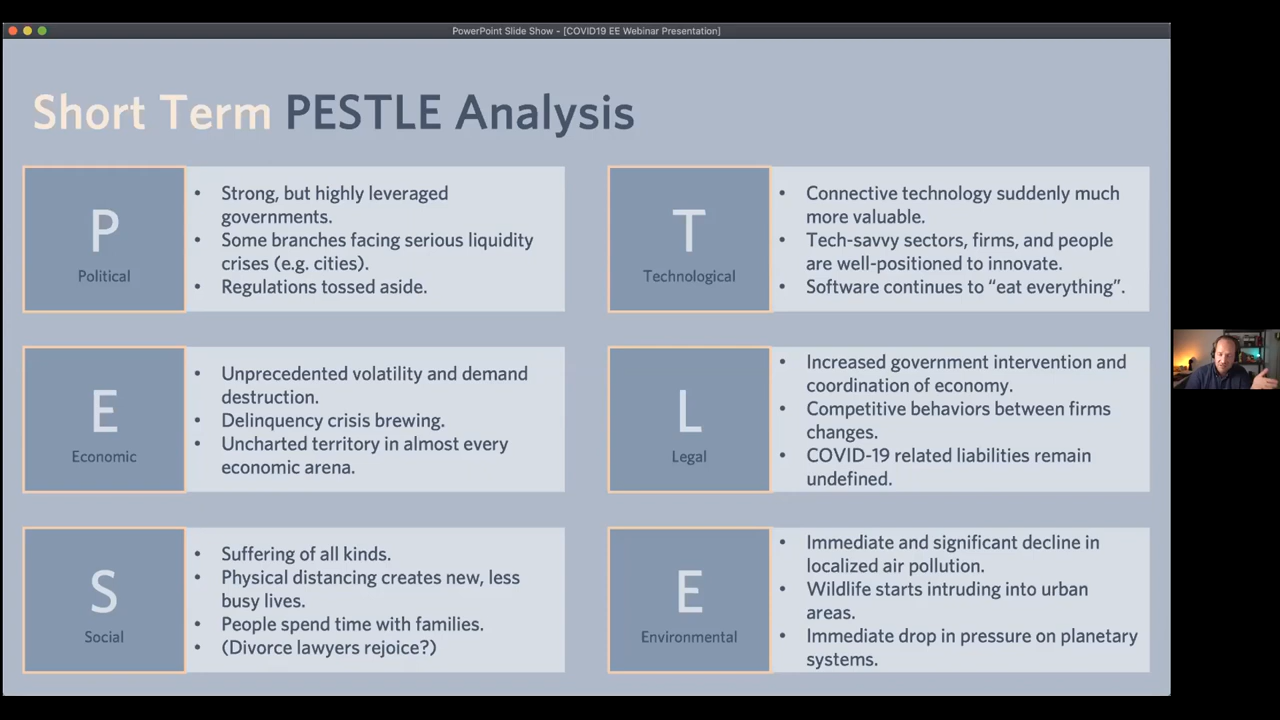 PowerPoint Slide Show - [COVID19 EE Webinar Presentation]
Short Term PESTLE Analysis
P
Political
• Strong, but highly leveraged
governments.
• Some branches facing serious liquidity
crises (e.g. cities).
• Regulations tossed aside.
E
Economic
• Unprecedented volatility and demand
destruction.
• Delinquency crisis brewing.
• Uncharted territory in almost every
economic arena.
S
Social
• Suffering of all kinds.
• Physical distancing creates new, less
busy lives.
• People spend time with families.
• (Divorce lawyers rejoice?)
T
Technological
• Connective technology suddenly much
more valuable.
• Tech-savvy sectors, firms, and people
are well-positioned to innovate.
• Software continues to “eat everything”.
L
Legal
• Increased government intervention and
coordination of economy.
• Competitive behaviors between firms
changes.
• COVID-19 related liabilities remain
undefined.
E
Environmental
• Immediate and significant decline in
localized air pollution.
• Wildlife starts intruding into urban
areas.
• Immediate drop in pressure on planetary
systems.